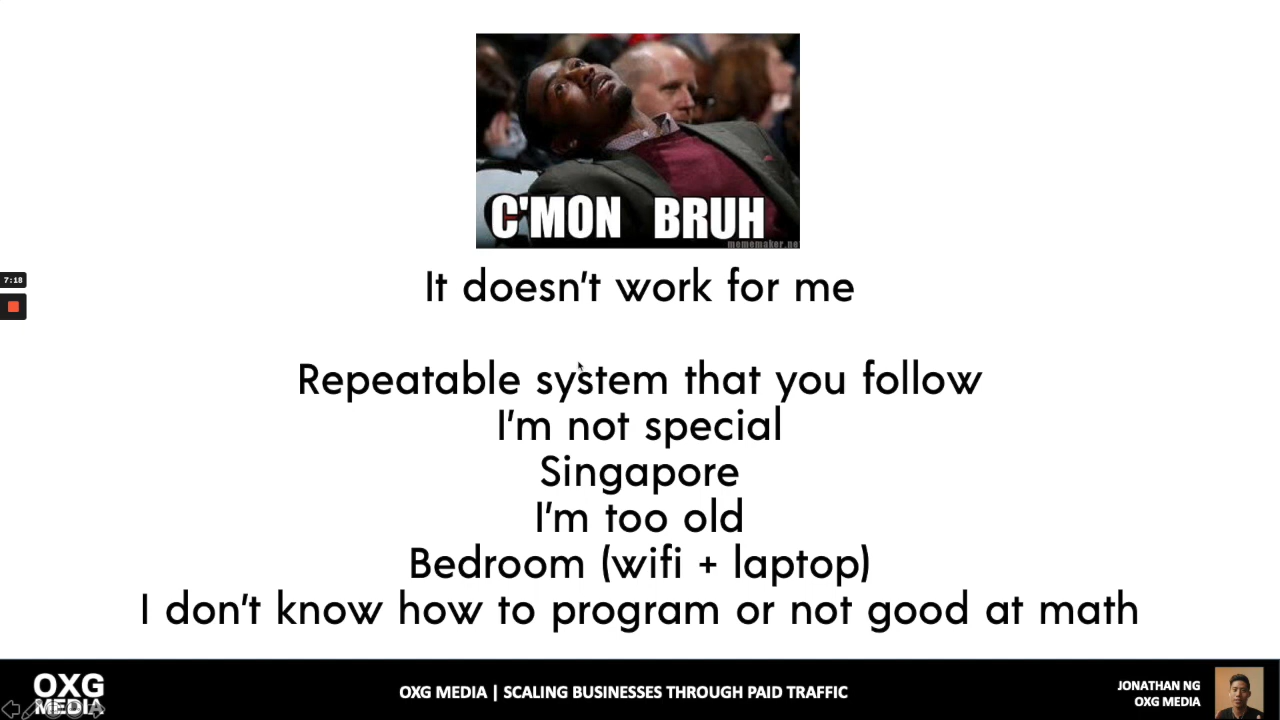 C'MON BRUH
mememaker.ne
It doesn't work for me
7:18
Repeatable system that you follow
I'm not special
Singapore
I'm too old
Bedroom (wifi + laptop)
I don't know how to program or not good at math
OXG
MEDIA
OXG MEDIA | SCALING BUSINESSES THROUGH PAID TRAFFIC
JONATHAN NG
OXG MEDIA